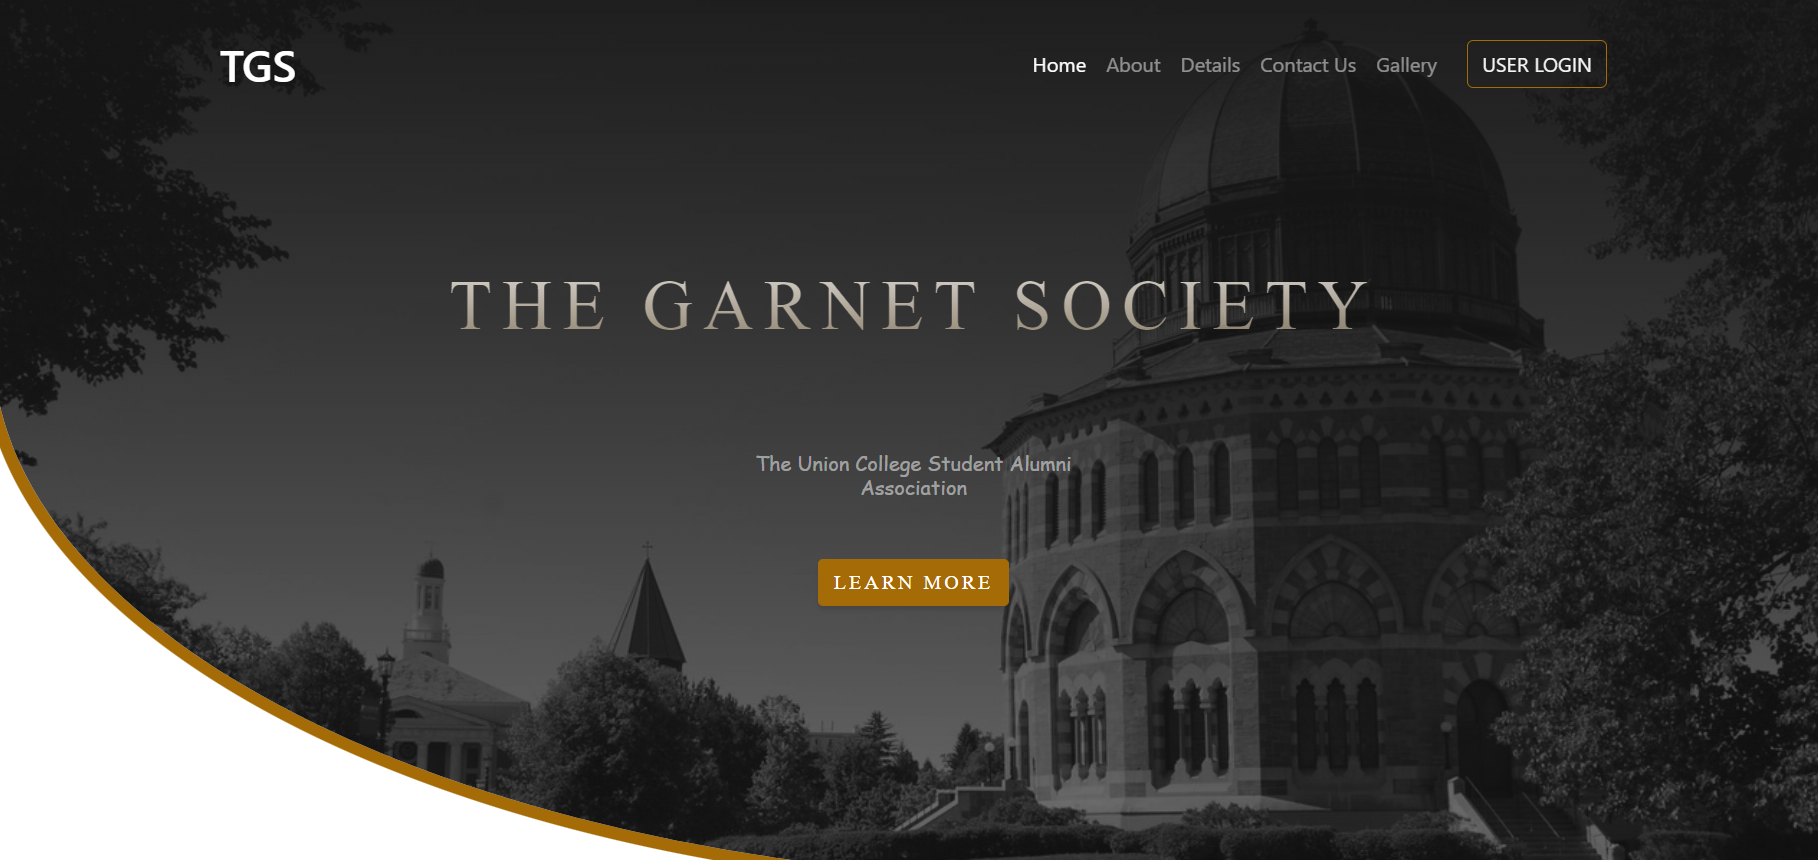 TGS
Home About Details Contact Us Gallery USER LOGIN
THE GARNET SOCIETY
The Union College Student Alumni
Association
LEARN MORE